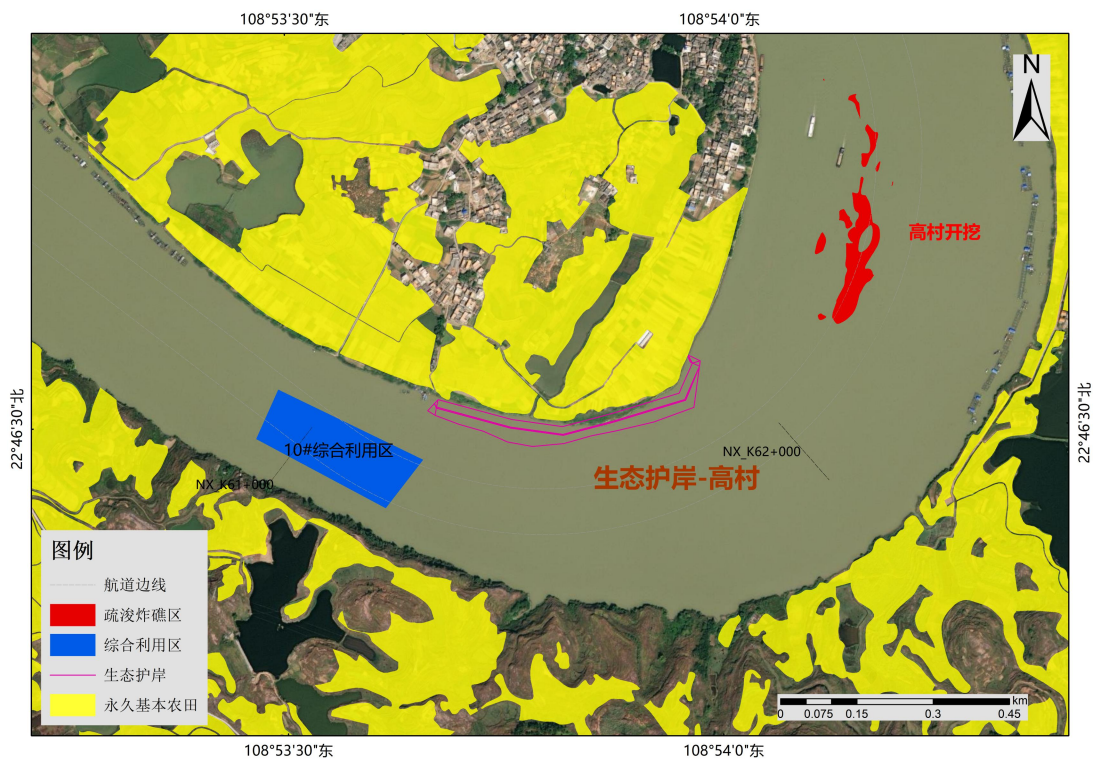 108°53'30"东
108°54'0"东
N
高村开挖
22°46'30"北
22°46'30"北
10#综合利用区
NX_K62+000
生态护岸-高村
NX_K61+000
图例
航道边线
疏浚炸礁区
综合利用区
生态护岸
永久基本农田
km
0 0.075 0.15 0.3 0.45
108°53'30"东
108°54'0"东